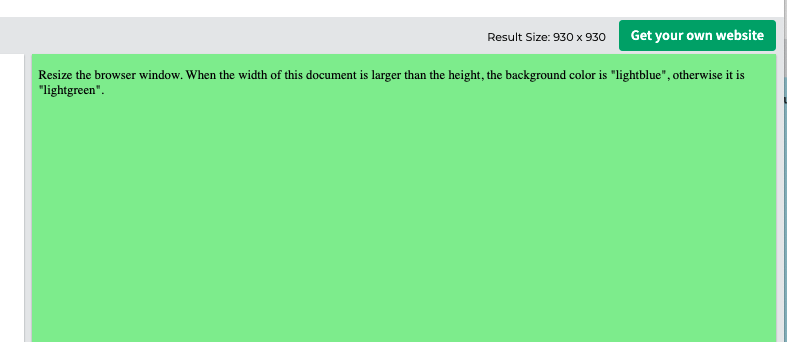 Result Size: 930 x 930 Get your own website
Resize the browser window. When the width of this document is larger than the height, the background color is "lightblue", otherwise it is
"lightgreen".